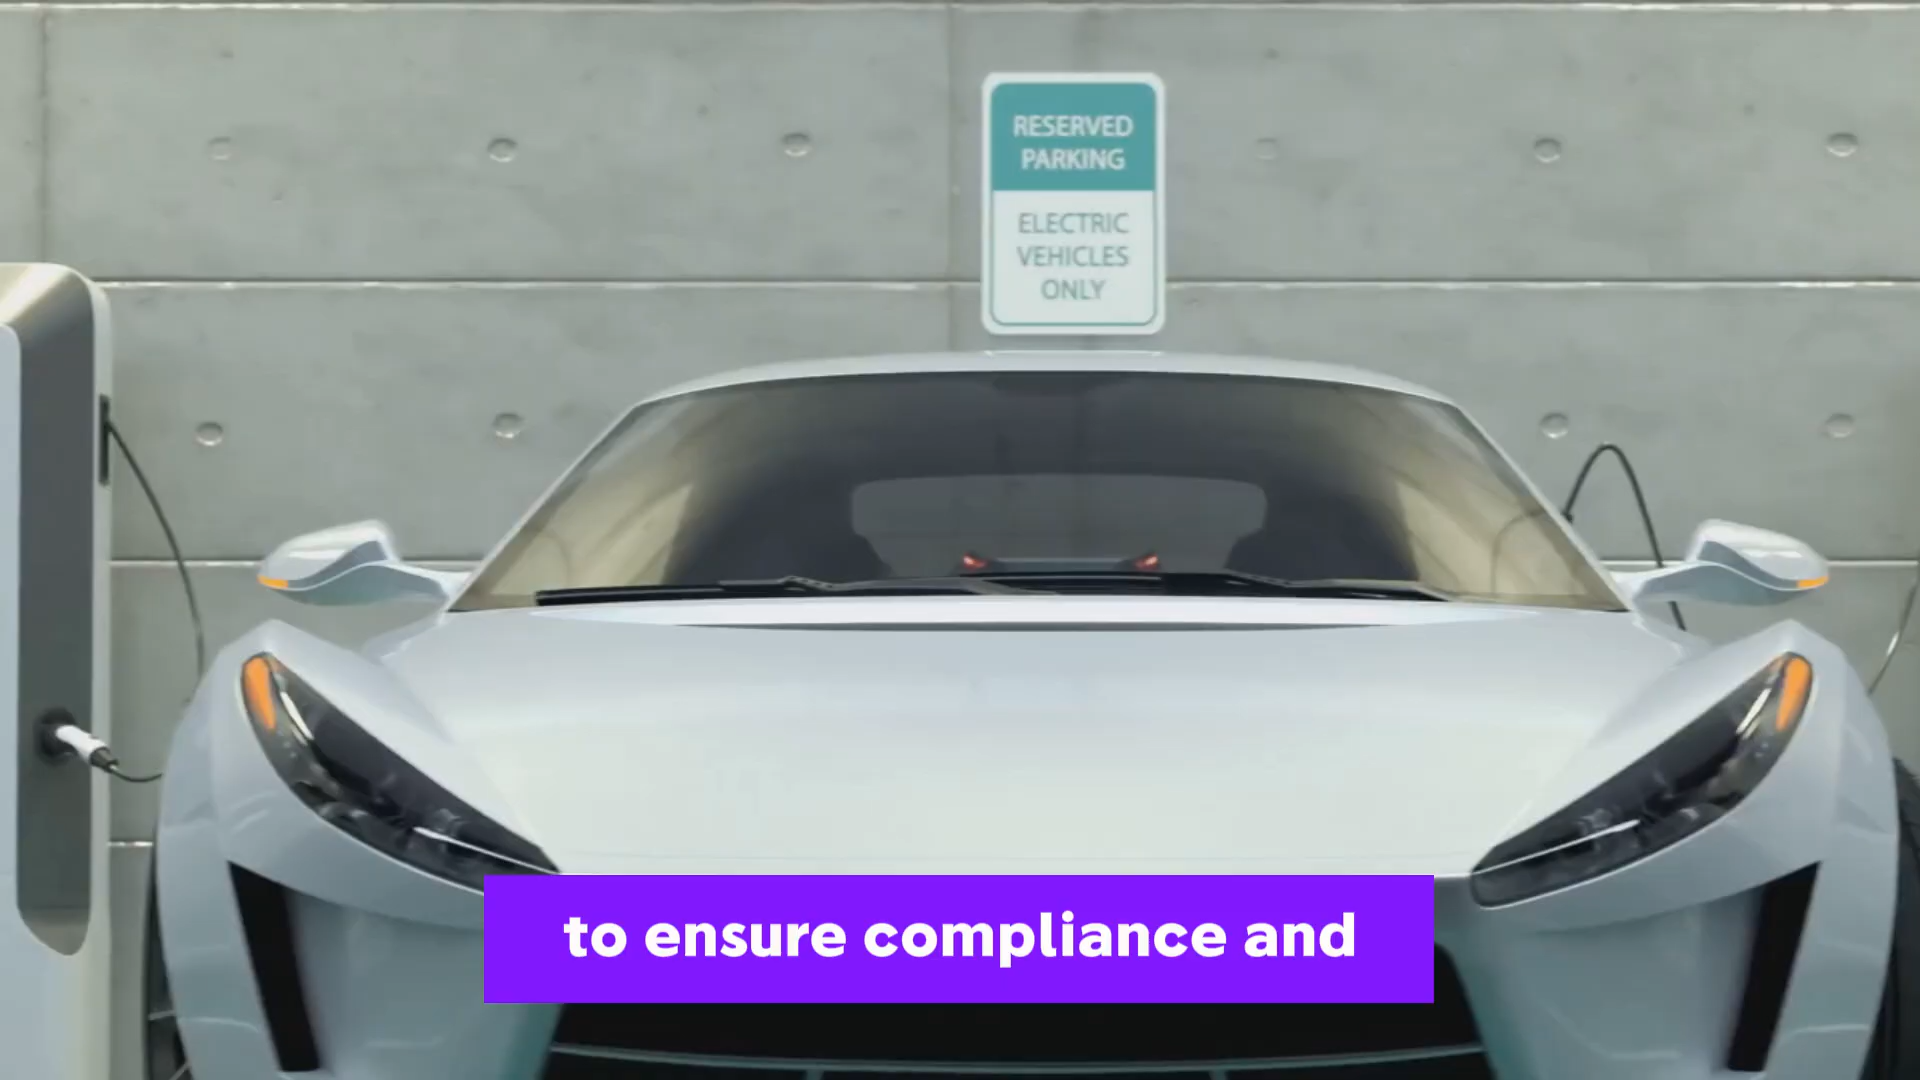 RESERVED
PARKING
ELECTRIC
VEHICLES
ONLY
to ensure compliance and